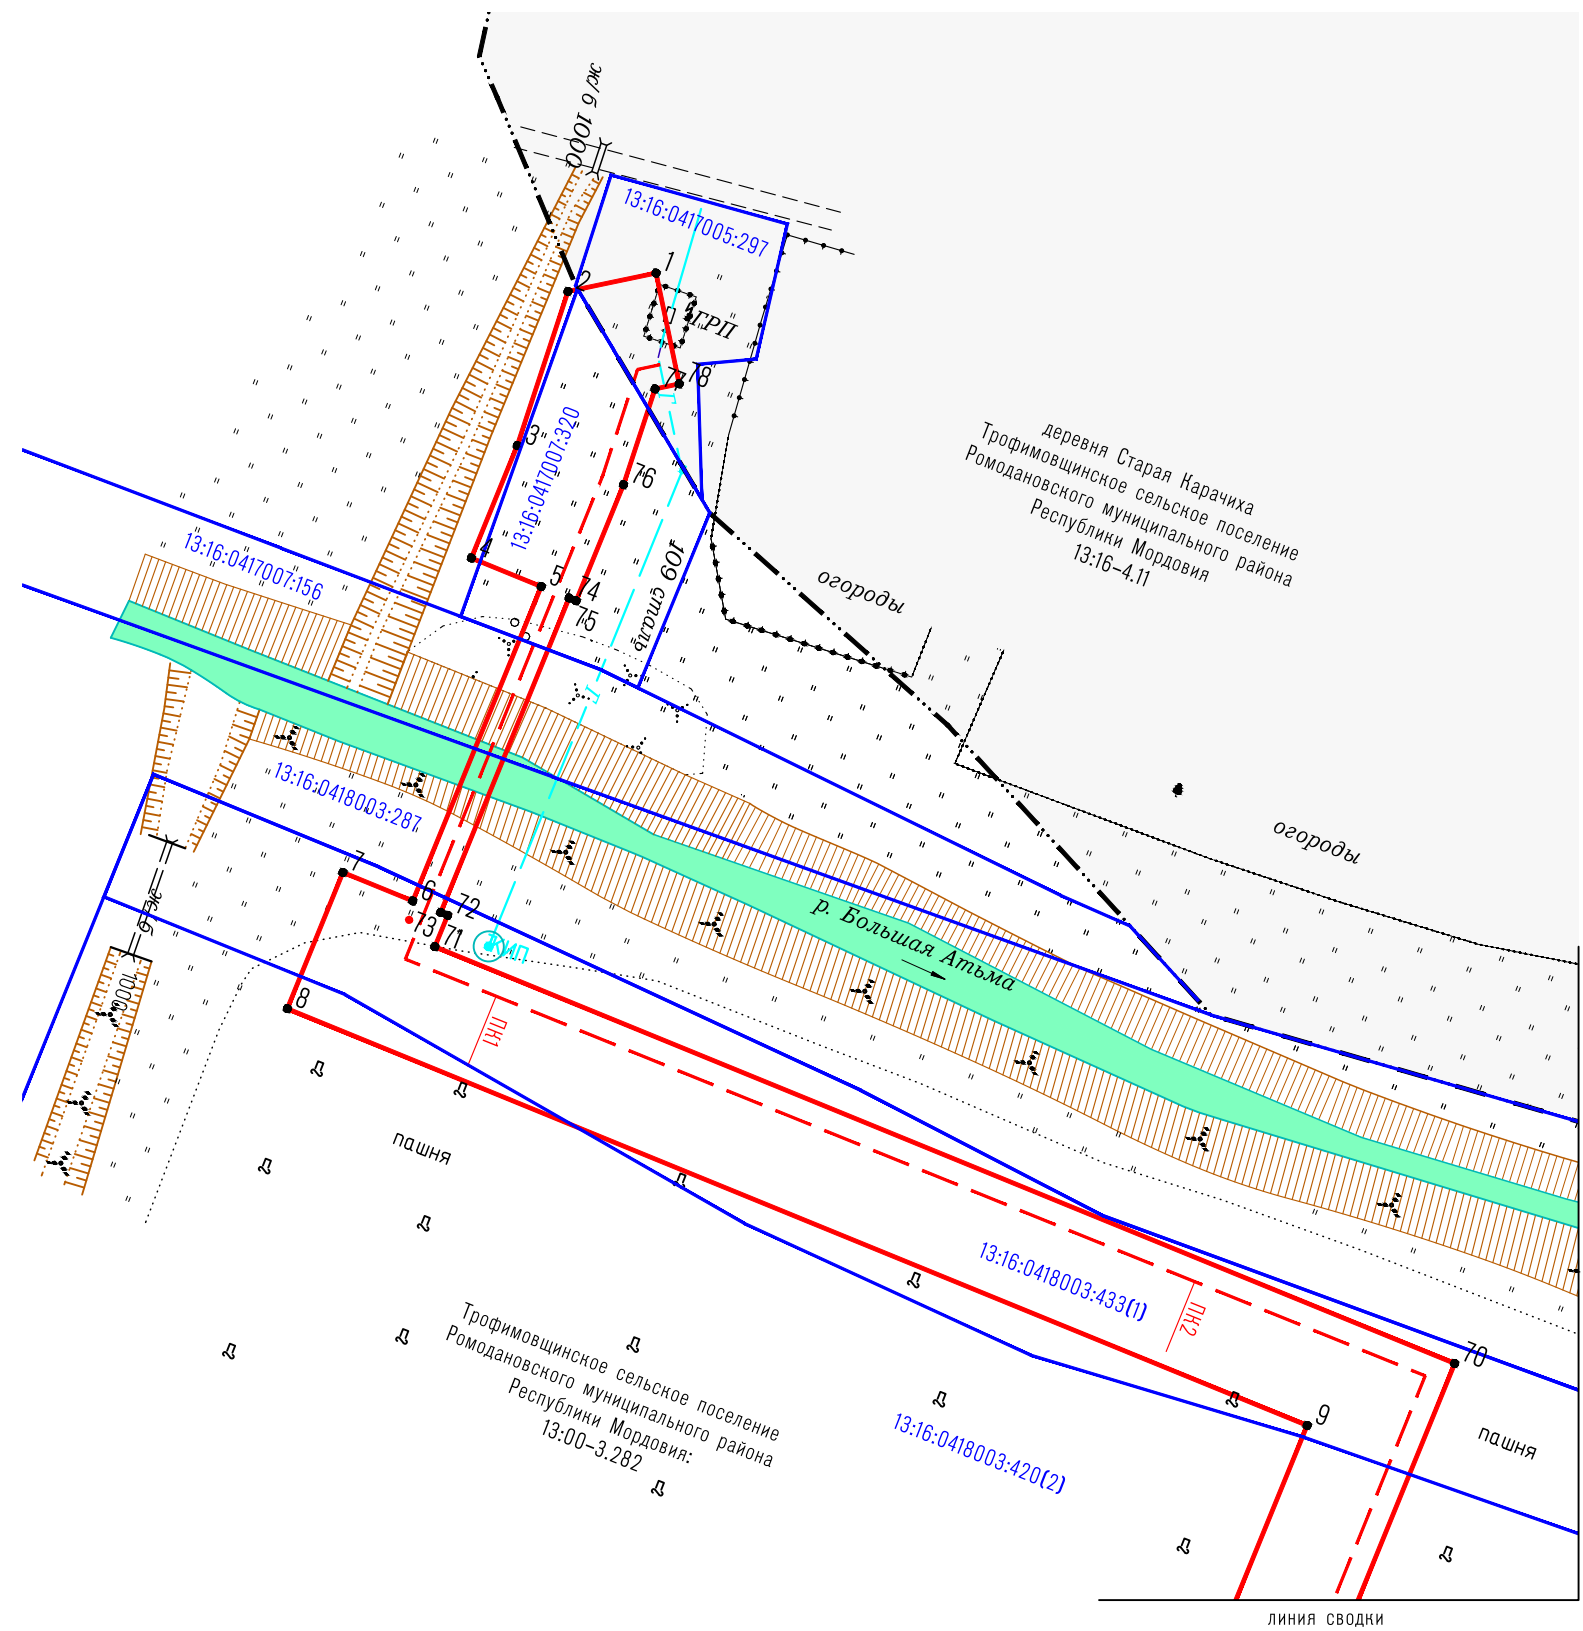 ж/б 1000
13:16:0417005:297
1
2
ГРП
77
78
3
13:16:0417007:320
76
деревня Старая Карачиха
Трофимовщинское сельское поселение
Ромодановского муниципального района
Республики Мордовия
13:16-4.11
4
13:16:0417007:156
5
74
75
109 сталь
огороды
Г
Г
13:16:0418003:287
огороды
7
6
72
73
71
КИП
ж/б
1000
р. Большая Атьма
8
ПК1
пашня
13:16:0418003:433(1)
ПК2
70
Трофимовщинское сельское поселение
Ромодановского муниципального района
Республики Мордовия:
13:00-3.282
9
13:16:0418003:420(2)
пашня
линия сводки